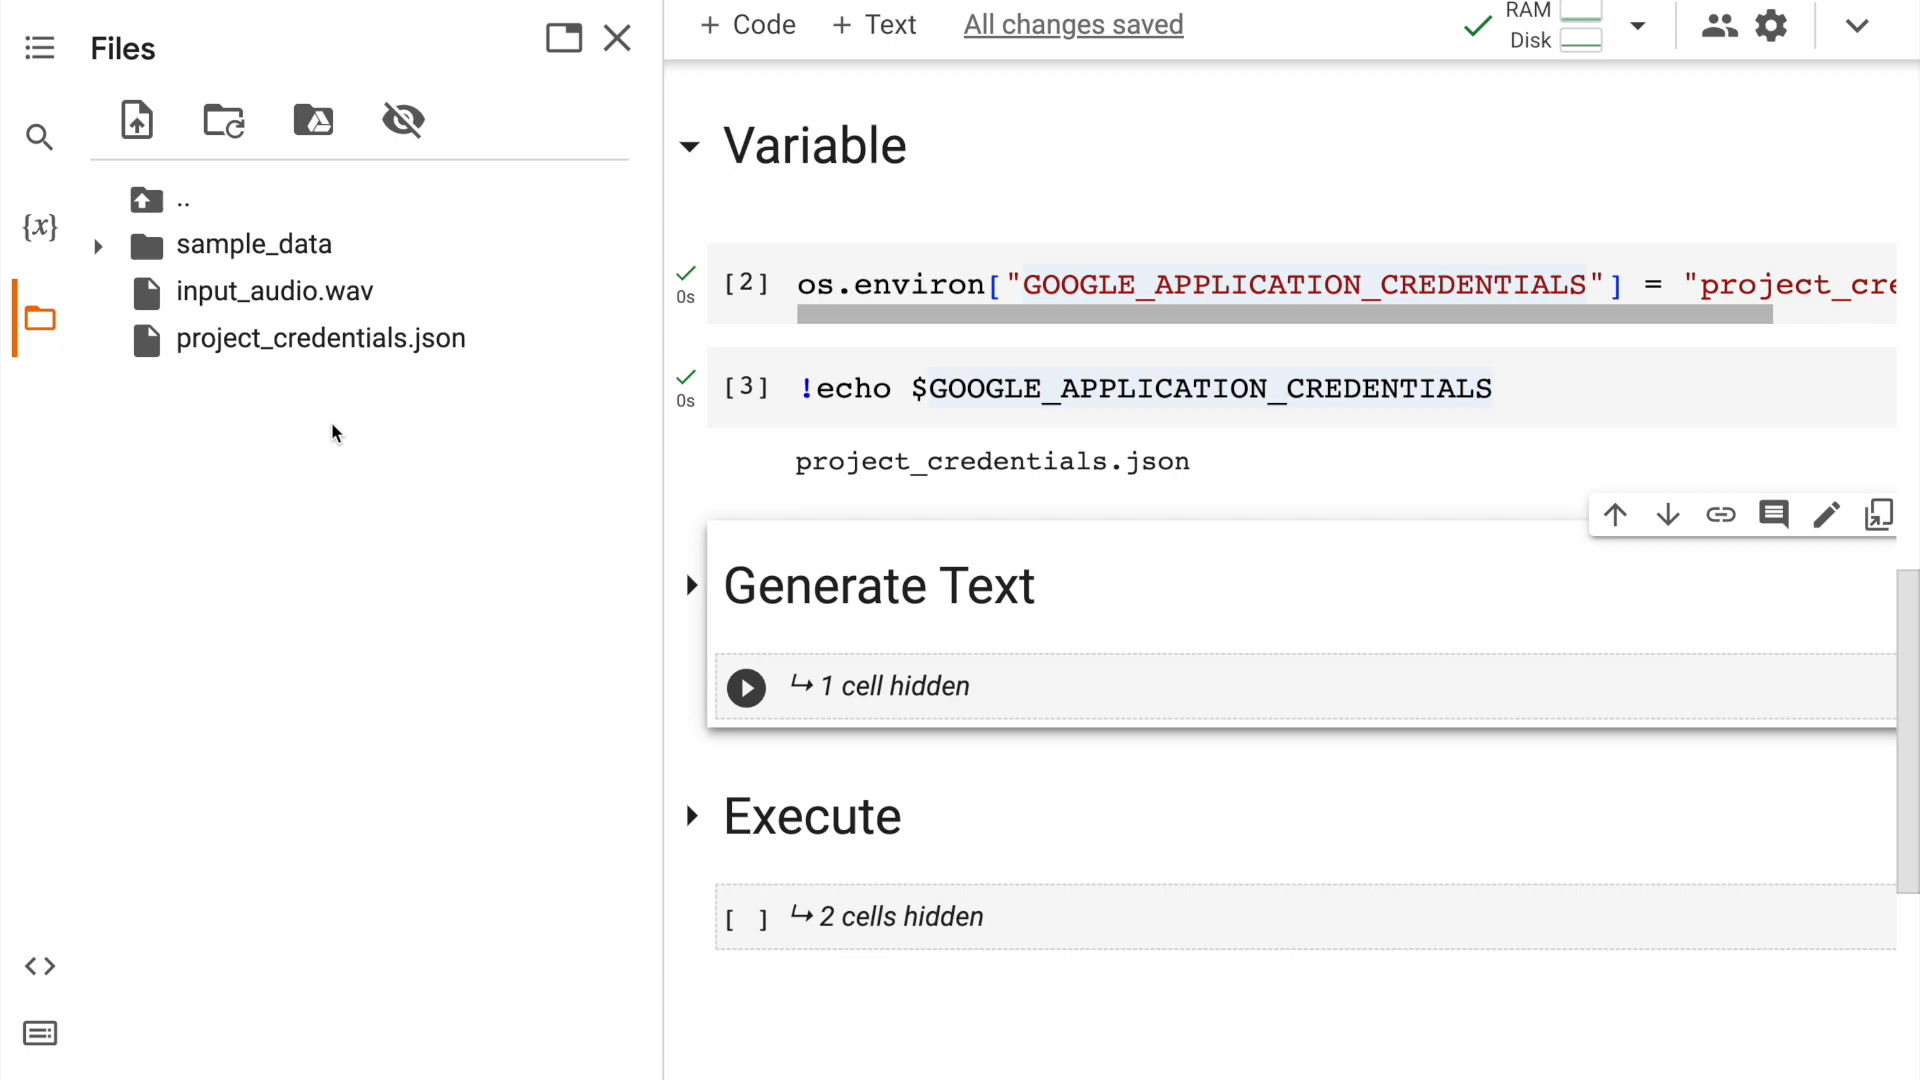 Files
..
sample_data
input_audio.wav
project_credentials.json
{x}
+ Code + Text All changes saved
RAM
Disk
Variable
0s
[2] os.environ["GOOGLE_APPLICATION_CREDENTIALS"] = "project_cre
0s
[3] !echo $GOOGLE_APPLICATION_CREDENTIALS
project_credentials.json
Generate Text
↳ 1 cell hidden
Execute
[ ] ↳ 2 cells hidden